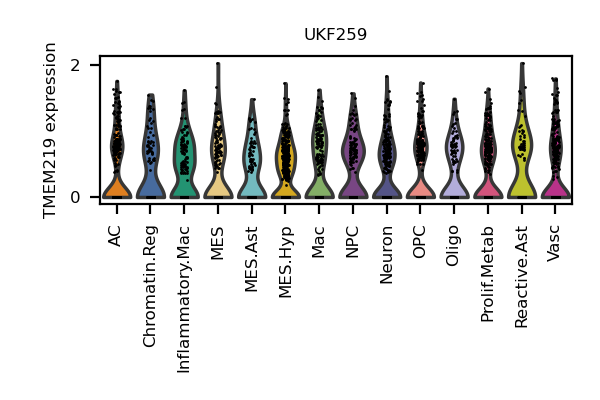 UKF259
TMEM219 expression
2
0
AC
Chromatin.Reg
Inflammatory.Mac
MES
MES.Ast
MES.Hyp
Mac
NPC
Neuron
OPC
Oligo
Prolif.Metab
Reactive.Ast
Vasc